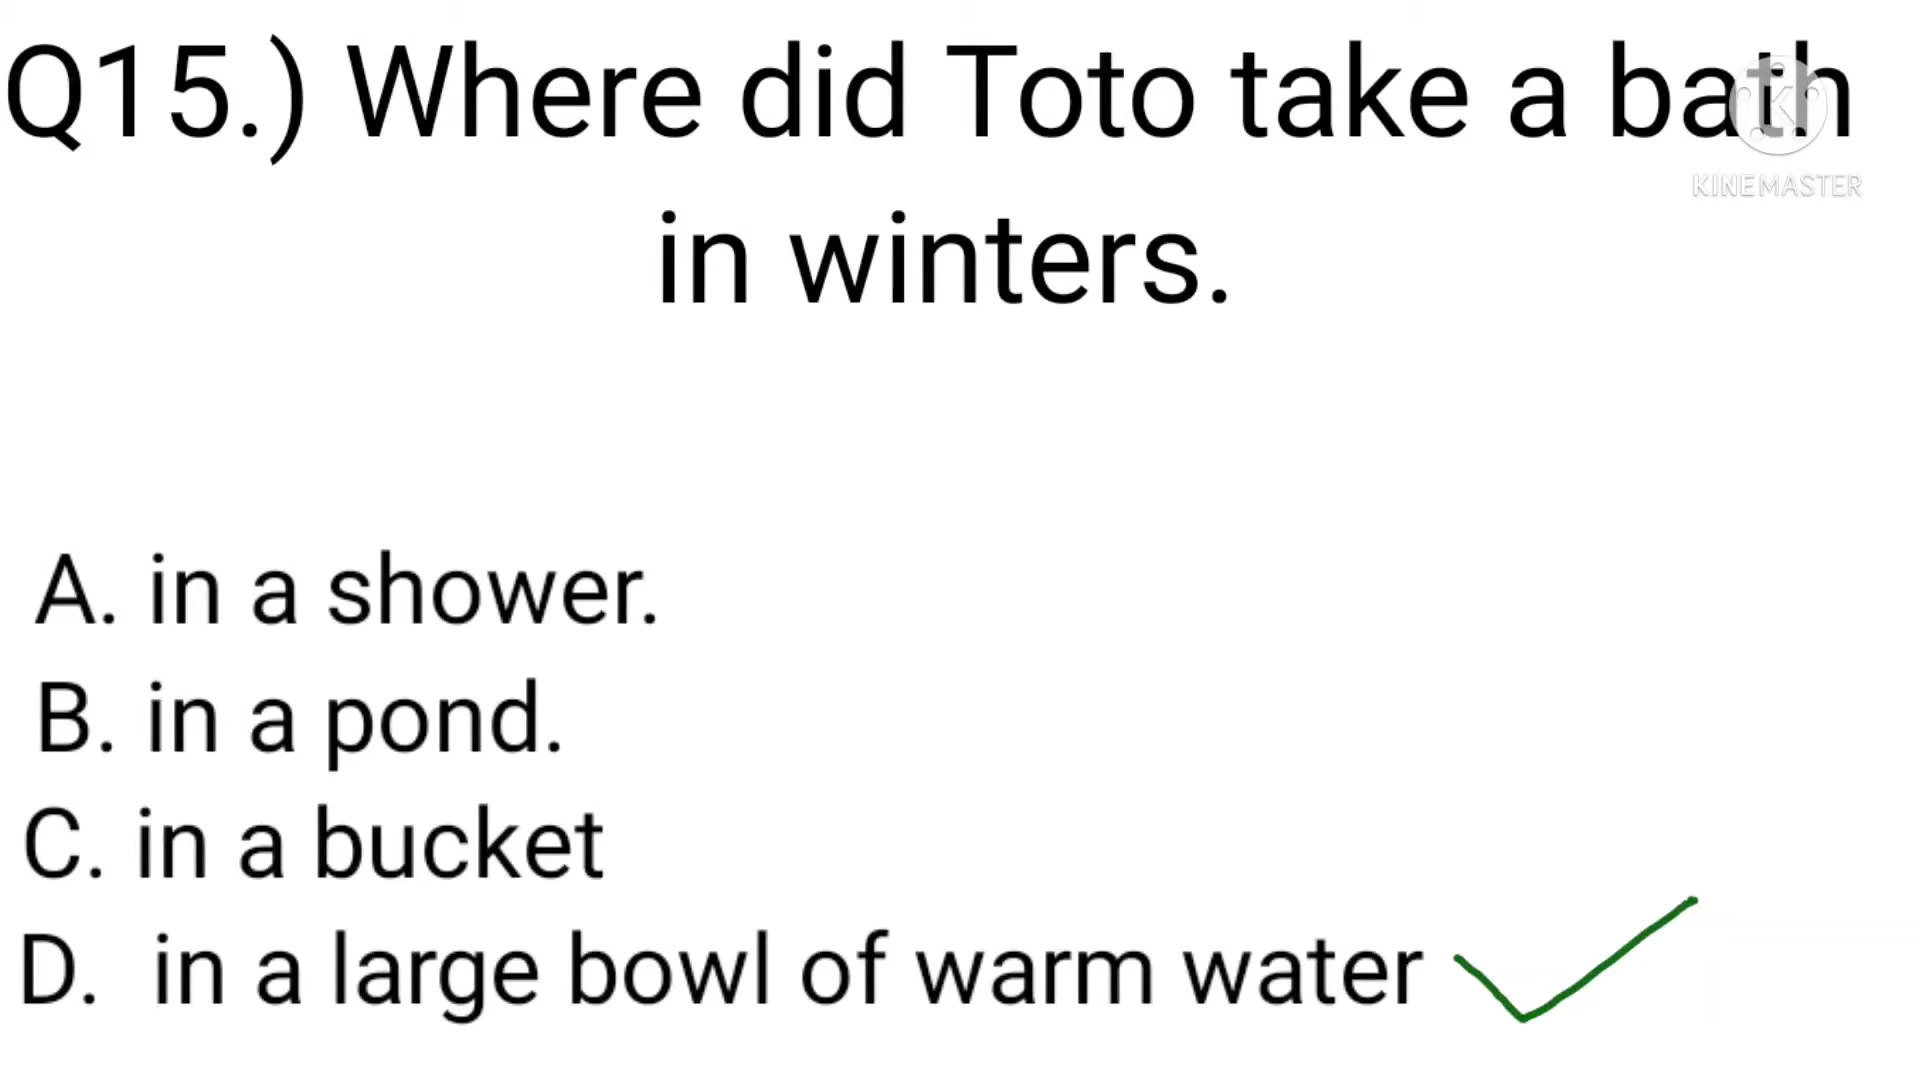 Q15.) Where did Toto take a bath
KINEMASTER
in winters.
A. in a shower.
B. in a pond.
C. in a bucket
D. in a large bowl of warm water